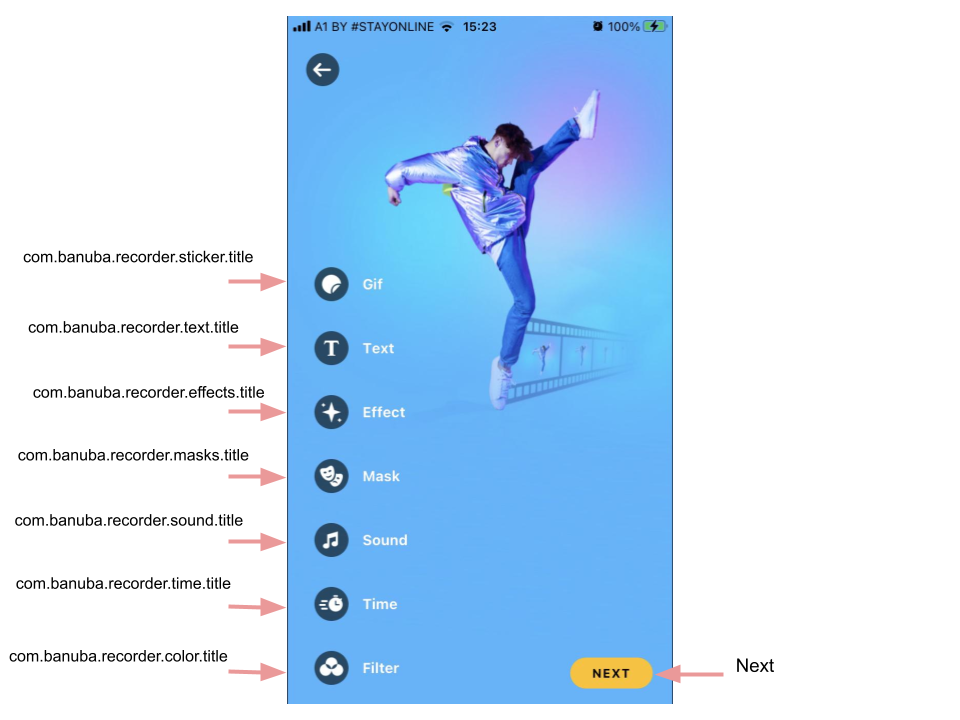 A1 BY #STAYONLINE 15:23 100%
com.banuba.recorder.sticker.title
Gif
com.banuba.recorder.text.title
Text
com.banuba.recorder.effects.title
Effect
com.banuba.recorder.masks.title
Mask
com.banuba.recorder.sound.title
Sound
com.banuba.recorder.time.title
Time
com.banuba.recorder.color.title
Filter
NEXT
Next